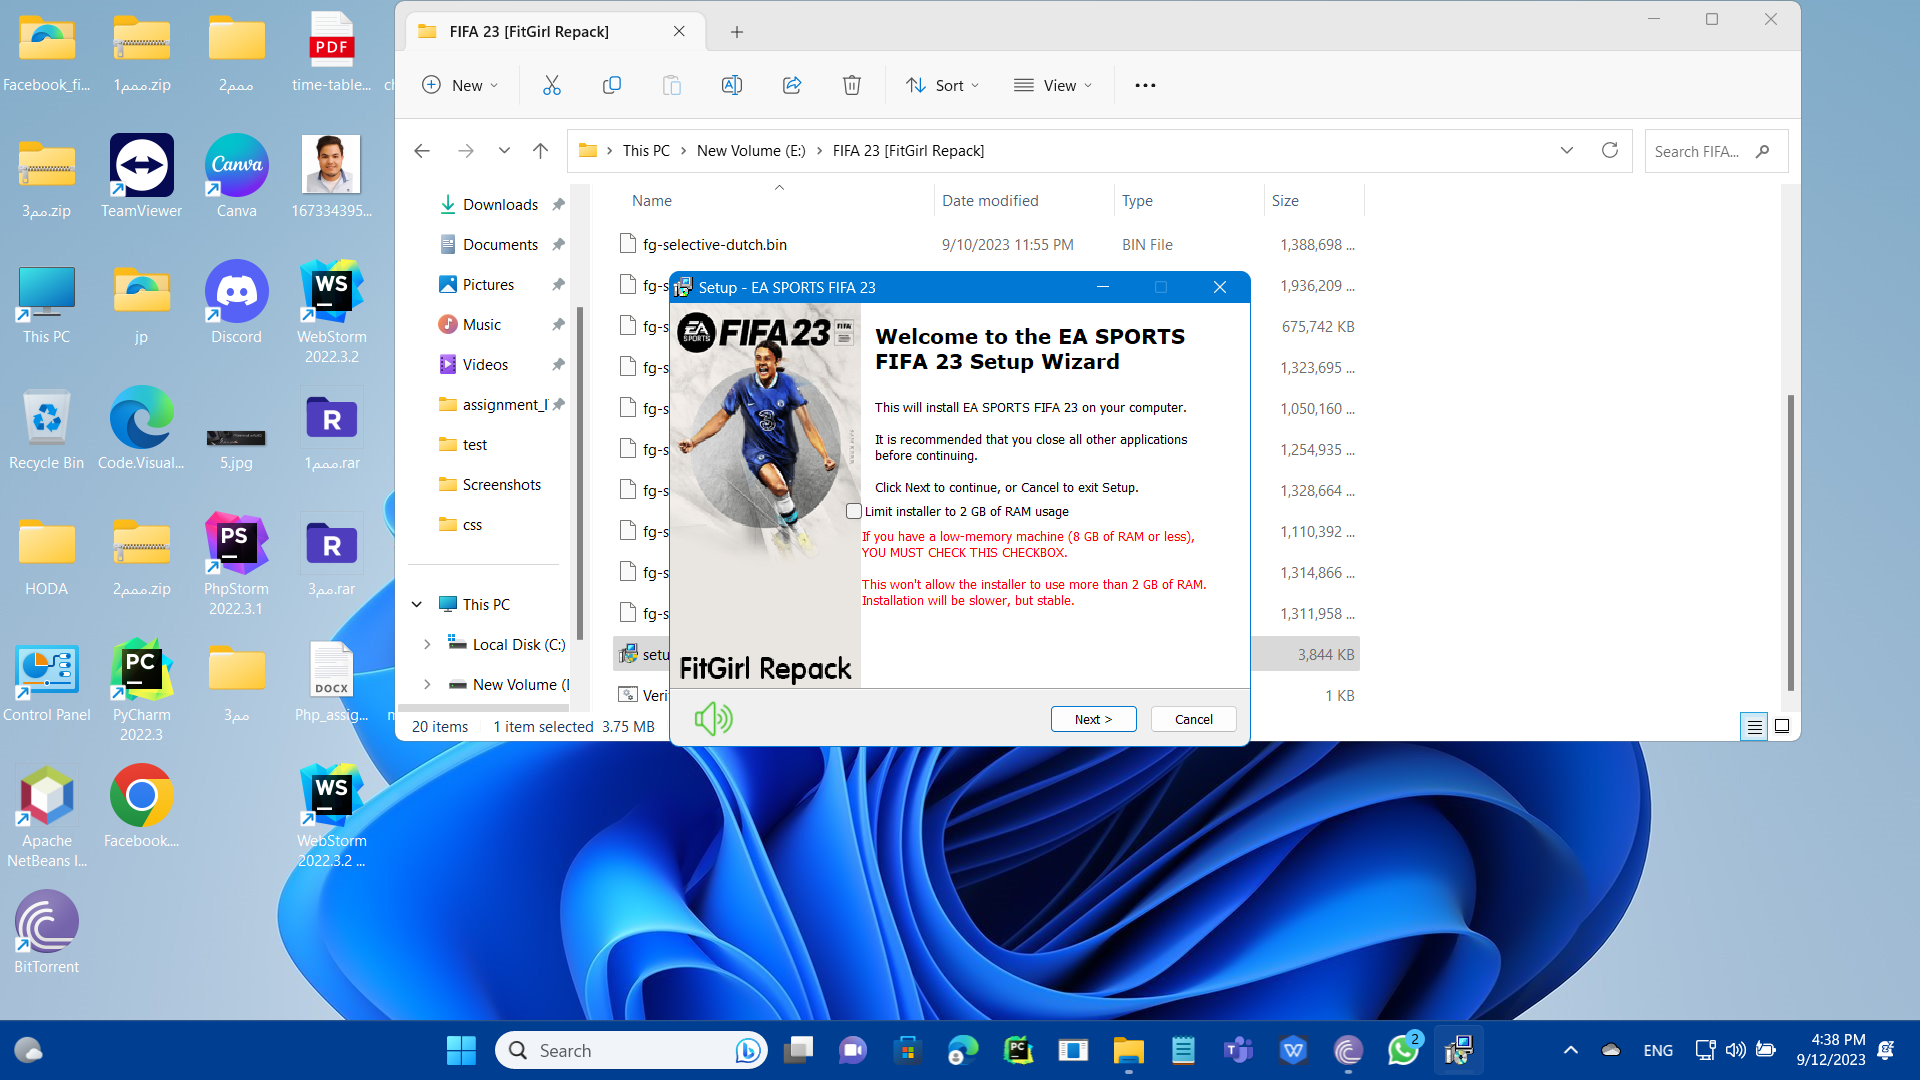 Facebook_fi...
ممم1.zip
ممم2
PDF
time-table...
مم3.zip
TeamViewer
Canva
Canva
167334395...
This PC
jp
Discord
WS
WebStorm
2022.3.2
Recycle Bin
Code.Visual...
5.jpg
R
ممم1.rar
HODA
ممم2.zip
PS
PhpStorm
2022.3.1
R
مم3.rar
Control Panel
PC
PyCharm
2022.3
مم3
DOCX
Php_assig...
Apache
NetBeans I...
Facebook....
WS
WebStorm
2022.3.2 ...
BitTorrent
FIFA 23 [FitGirl Repack]
New
Sort
View
This PC > New Volume (E:) > FIFA 23 [FitGirl Repack]
Search FIFA...
Downloads
Documents
Pictures
Music
Videos
assignment_l
test
Screenshots
css
This PC
Local Disk (C:)
New Volume (I
Name
Date modified
Type
Size
fg-selective-dutch.bin
9/10/2023 11:55 PM
BIN File
1,388,698 ...
fg-s
1,936,209 ...
fg-s
675,742 KB
fg-s
1,323,695 ...
fg-s
1,050,160 ...
fg-s
1,254,935 ...
fg-s
1,328,664 ...
fg-s
1,110,392 ...
fg-s
1,314,866 ...
fg-s
1,311,958 ...
setu
3,844 KB
Veri
1 KB
20 items
1 item selected 3.75 MB
Setup - EA SPORTS FIFA 23
EA SPORTS
FIFA 23
FIFA
3
FitGirl Repack
Welcome to the EA SPORTS
FIFA 23 Setup Wizard
This will install EA SPORTS FIFA 23 on your computer.
It is recommended that you close all other applications
before continuing.
Click Next to continue, or Cancel to exit Setup.
Limit installer to 2 GB of RAM usage
If you have a low-memory machine (8 GB of RAM or less),
YOU MUST CHECK THIS CHECKBOX.
This won't allow the installer to use more than 2 GB of RAM.
Installation will be slower, but stable.
Next >
Cancel
Search
PC
2
ENG
4:38 PM
9/12/2023